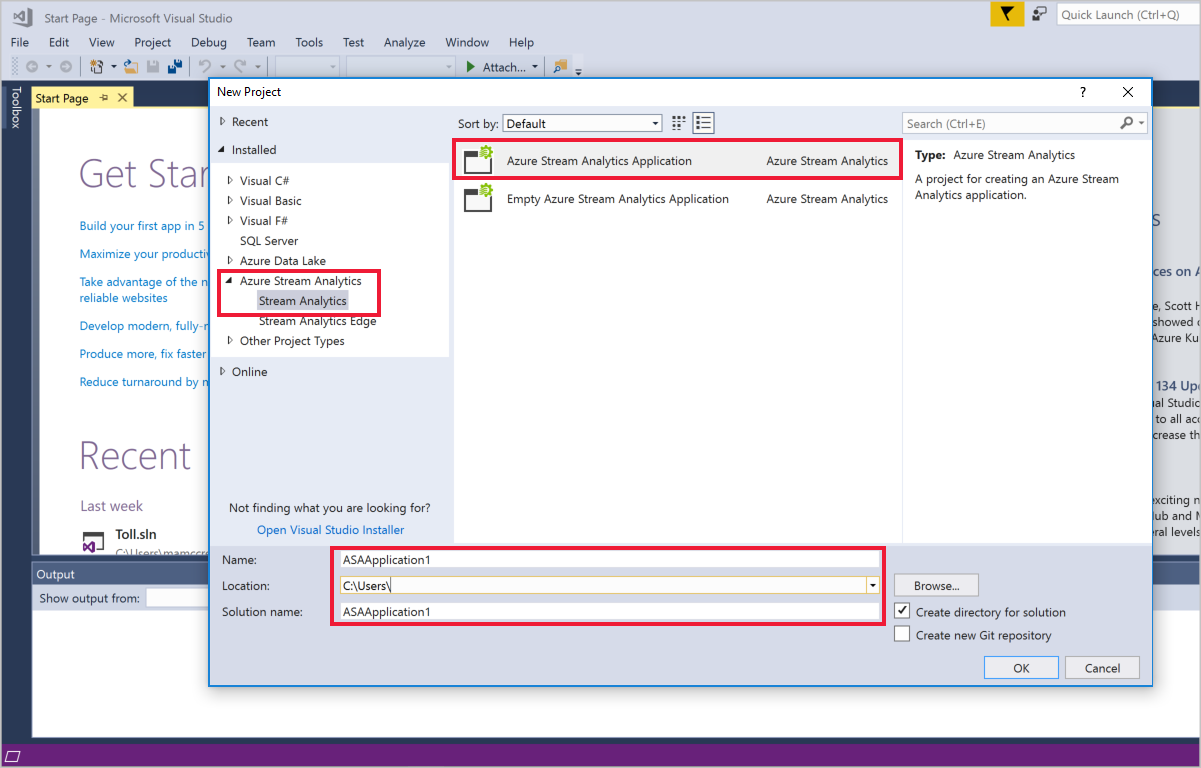 Start Page - Microsoft Visual Studio
Quick Launch (Ctrl+Q)
File Edit View Project Debug Team Tools Test Analyze Window Help
Attach...
Toolbox
Start Page
Get Star
Build your first app in 5
Maximize your productiv
Take advantage of the n
reliable websites
Develop modern, fully-n
Produce more, fix faster
Reduce turnaround by n
Recent
Last week
Toll.sln
C:\Users\mamccre
New Project
?
Recent
Installed
Visual C#
Visual Basic
Visual F#
SQL Server
Azure Data Lake
Azure Stream Analytics
Stream Analytics
Stream Analytics Edge
Other Project Types
Online
Not finding what you are looking for?
Open Visual Studio Installer
Sort by: Default
Azure Stream Analytics Application Azure Stream Analytics
Empty Azure Stream Analytics Application Azure Stream Analytics
Search (Ctrl+E)
Type: Azure Stream Analytics
A project for creating an Azure Stream
Analytics application.
Name: ASAApplication1
Location: C:\Users\
Browse...
Solution name: ASAApplication1
Create directory for solution
Create new Git repository
OK Cancel
s
ces on A
e, Scott H
showed o
Azure Ku
134 Upd
al Studio
to all acc
crease th
exciting n
Hub and M
eral levels
Output
Show output from: